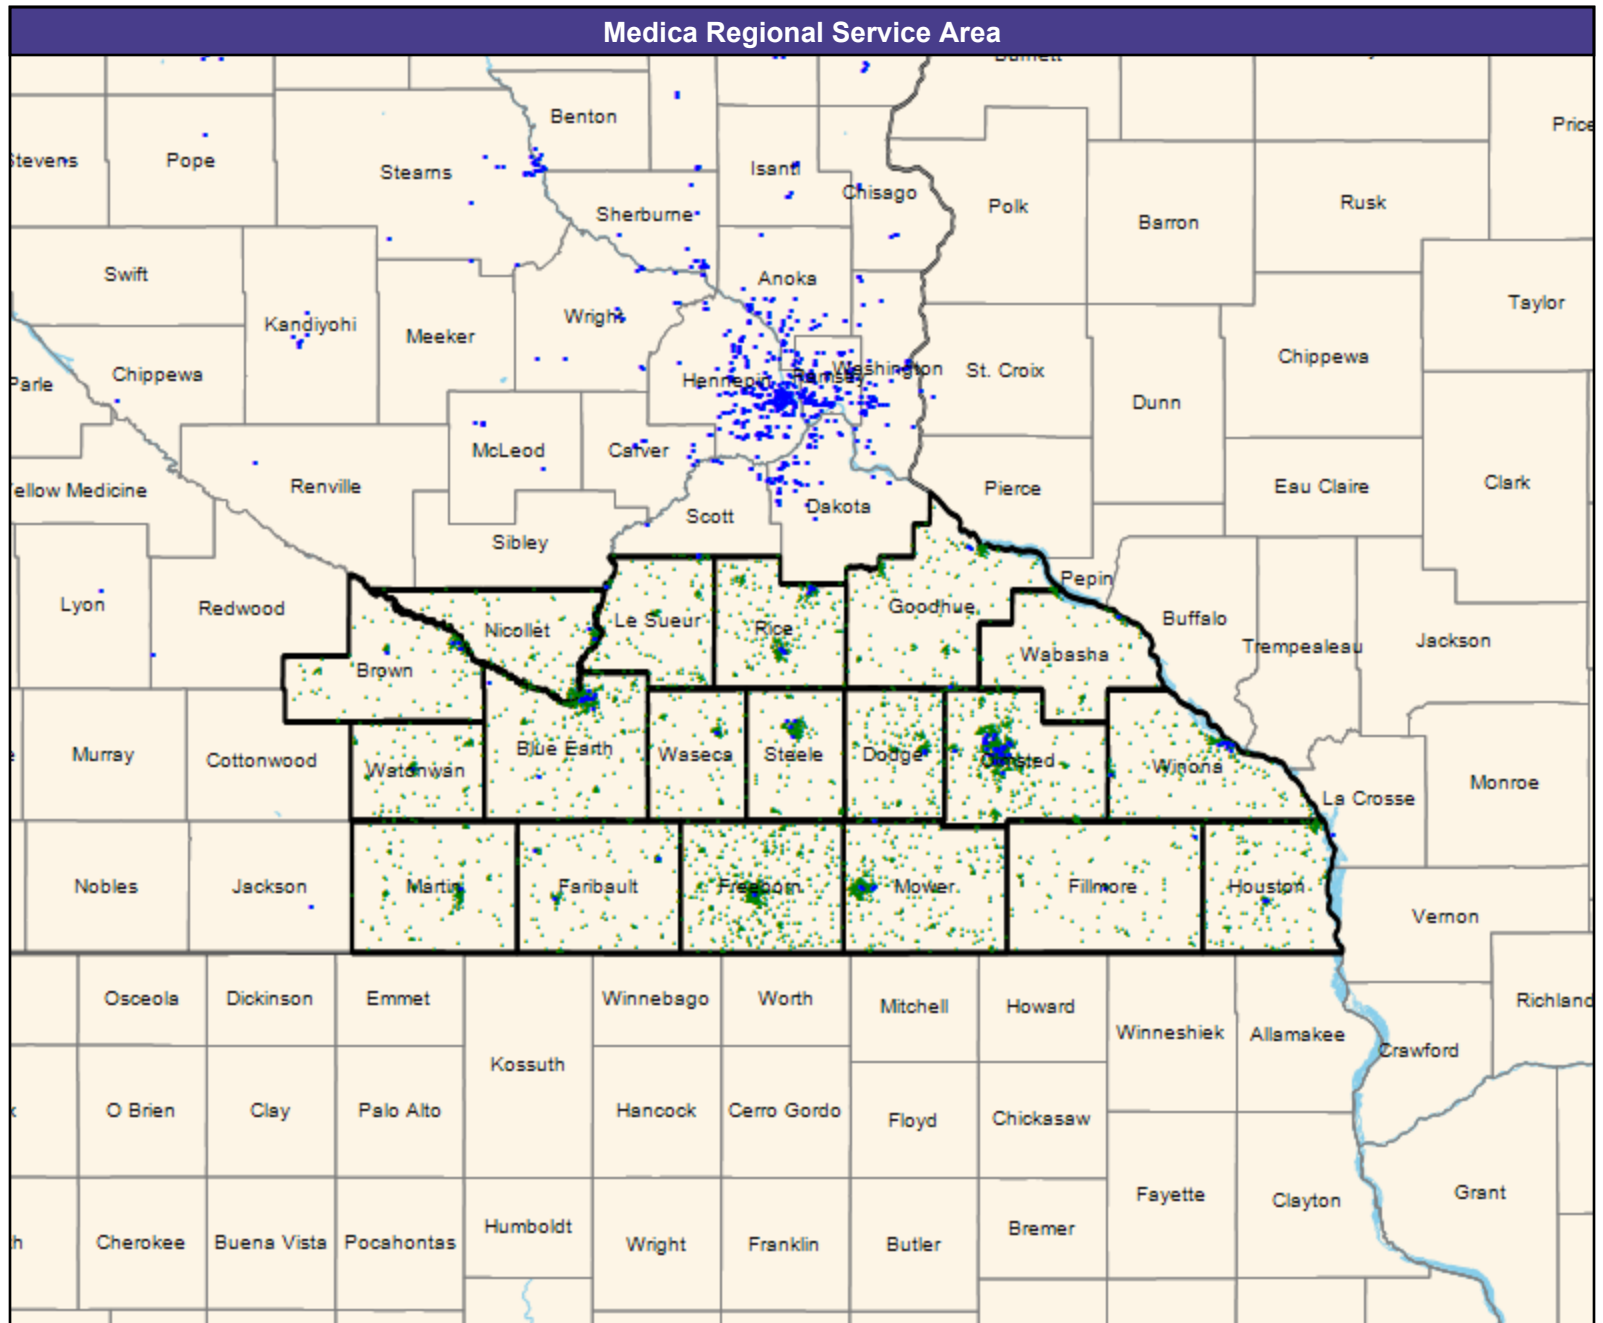 Medica Regional Service Area
Benton
Price
Stevens
Pope
Stearns
Isanti
Chisago
Sherburne
Polk
Barron
Rusk
Swift
Anoka
Taylor
Kandiyohi
Wright
Meeker
Chippewa
Parle
Chippewa
Hennepin
Ramsey
Washington
St. Croix
Dunn
McLeod
Carver
Yellow Medicine
Renville
Pierce
Eau Claire
Clark
Scott
Dakota
Sibley
Pepin
Lyon
Redwood
Nicollet
Le Sueur
Rice
Goodhue
Buffalo
Trempealeau
Jackson
Brown
Wabasha
Murray
Cottonwood
Watonwan
Blue Earth
Waseca
Steele
Dodge
Olmsted
Winona
La Crosse
Monroe
Nobles
Jackson
Martin
Faribault
Freeborn
Mower
Fillmore
Houston
Vernon
Osceola
Dickinson
Emmet
Winnebago
Worth
Mitchell
Howard
Richland
Winneshiek
Allamakee
Crawford
Kossuth
O Brien
Clay
Palo Alto
Hancock
Cerro Gordo
Floyd
Chickasaw
Fayette
Clayton
Grant
Cherokee
Buena Vista
Pocahontas
Humboldt
Wright
Franklin
Butler
Bremer